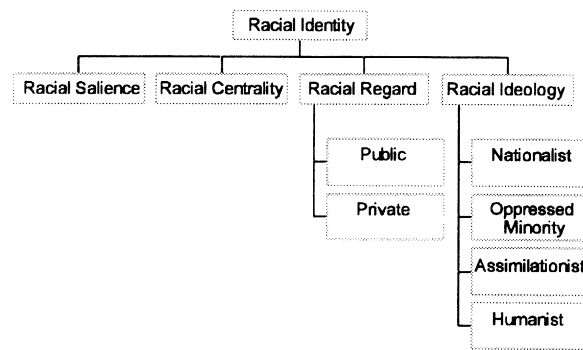 Racial Identity
Racial Salience
Racial Centrality
Racial Regard
Racial Ideology
Public
Private
Nationalist
Oppressed
Minority
Assimilationist
Humanist